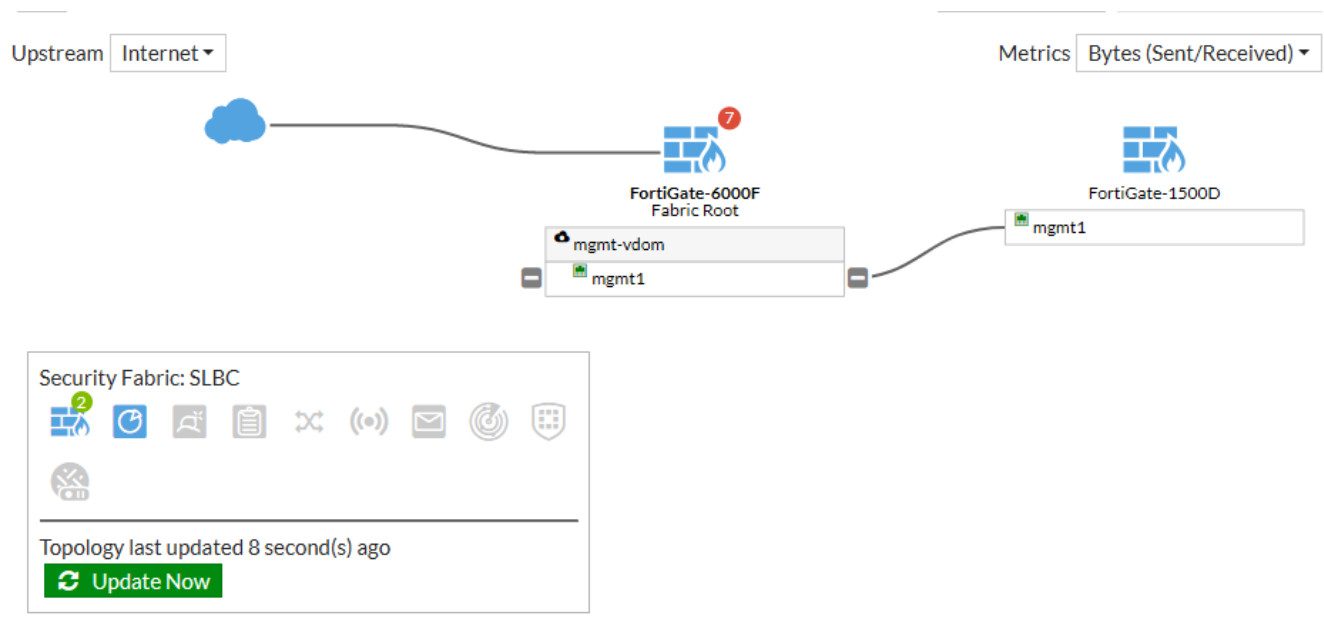 Upstream Internet
Metrics Bytes (Sent/Received)
7
FortiGate-6000F
Fabric Root
mgmt-vdom
mgmt1
FortiGate-1500D
mgmt1
Security Fabric: SLBC
2
Topology last updated 8 second(s) ago
Update Now